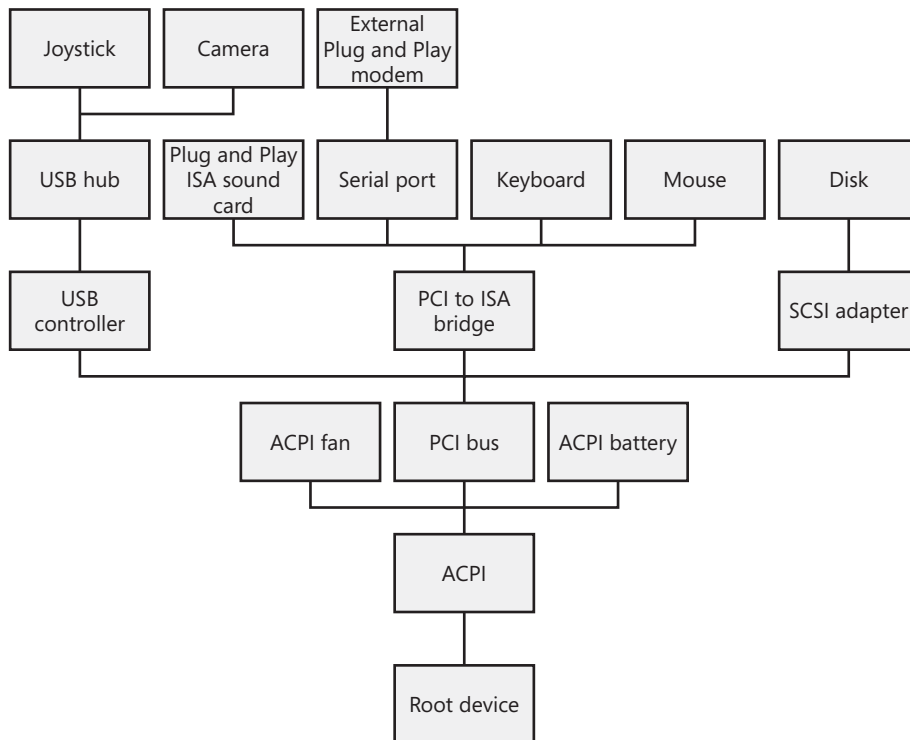 Joystick
Camera
External
Plug and Play
modem
USB hub
Plug and Play
ISA sound
card
Serial port
Keyboard
Mouse
Disk
USB
controller
PCI to ISA
bridge
SCSI adapter
ACPI fan
PCI bus
ACPI battery
ACPI
Root device